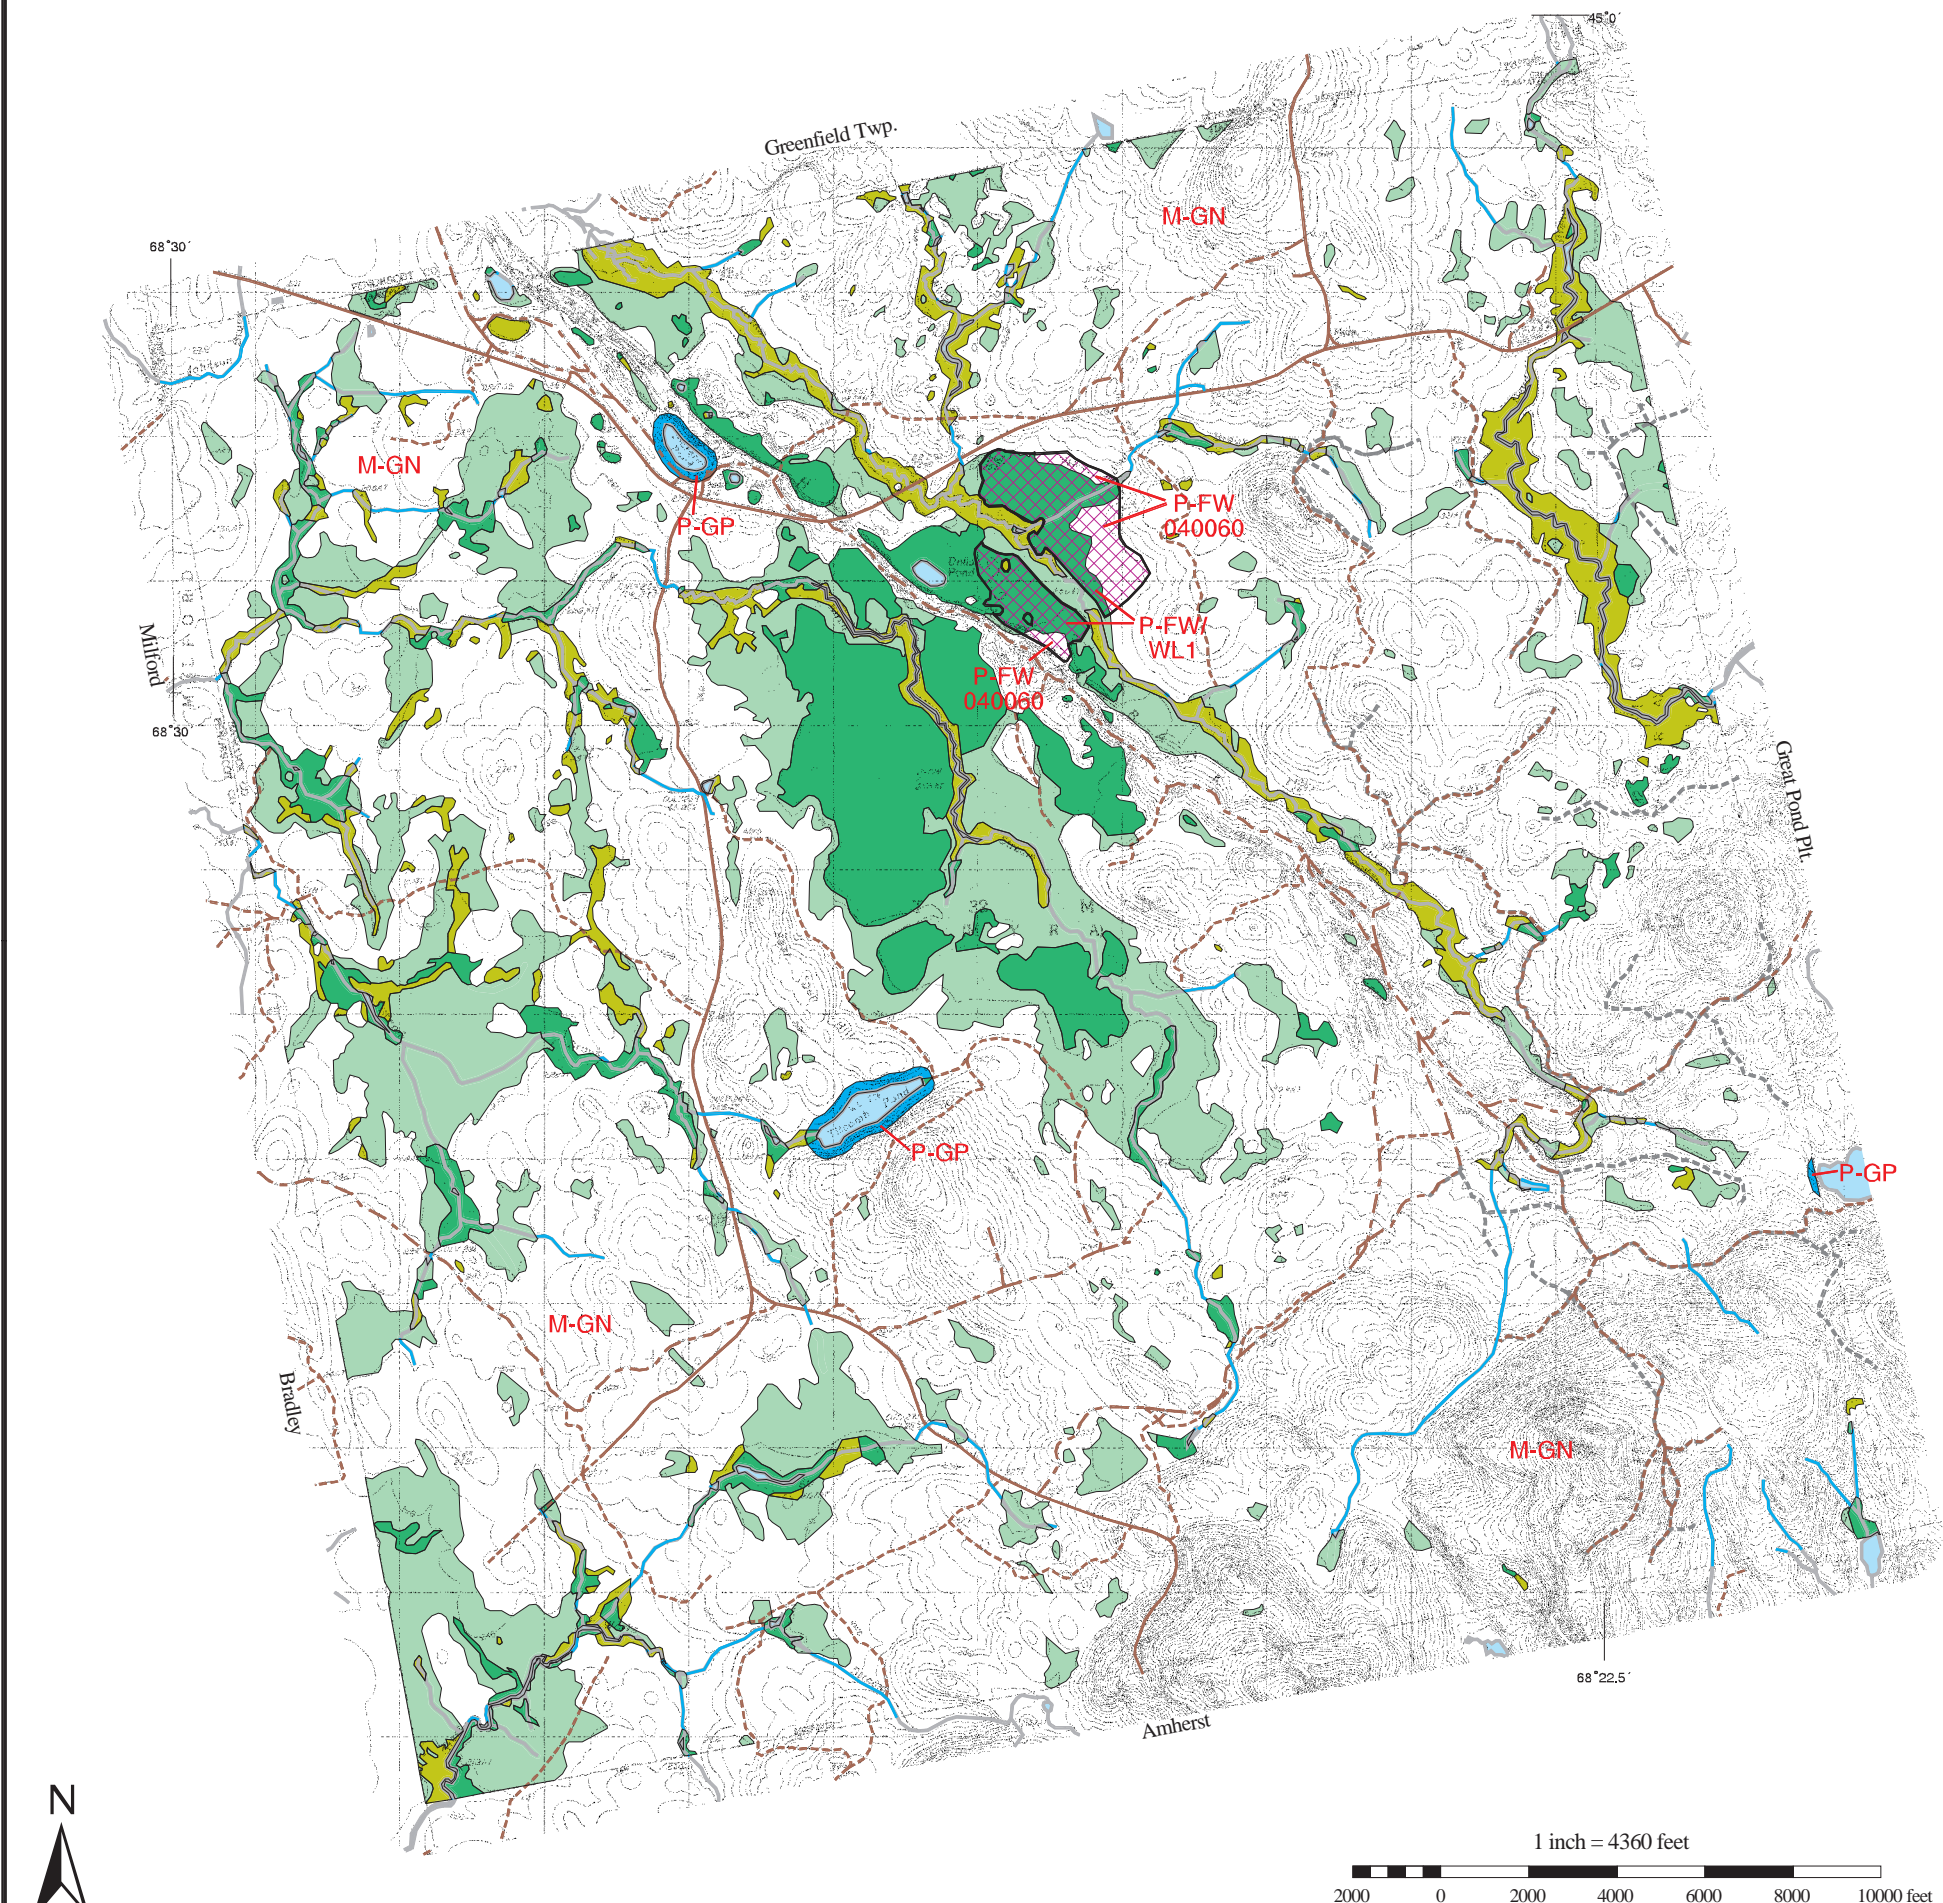 45°0´
Greenfield Twp.
M-GN
68°30´
M-GN
P-GP
P-FW
040060
P-FW/
WL1
P-FW
040060
Milford
68°30´
Great Pond Plt.
P-GP
P-GP
M-GN
Bradley
M-GN
68°22.5´
Amherst
N
1 inch = 4360 feet
2000 0 2000 4000 6000 8000 10000 feet